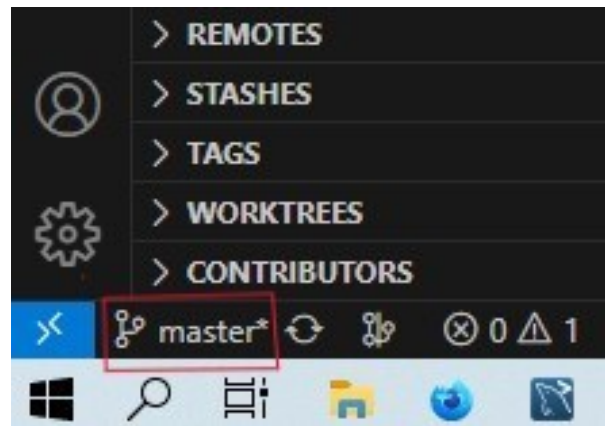 REMOTES
STASHES
TAGS
WORKTREES
CONTRIBUTORS
master* 0 1